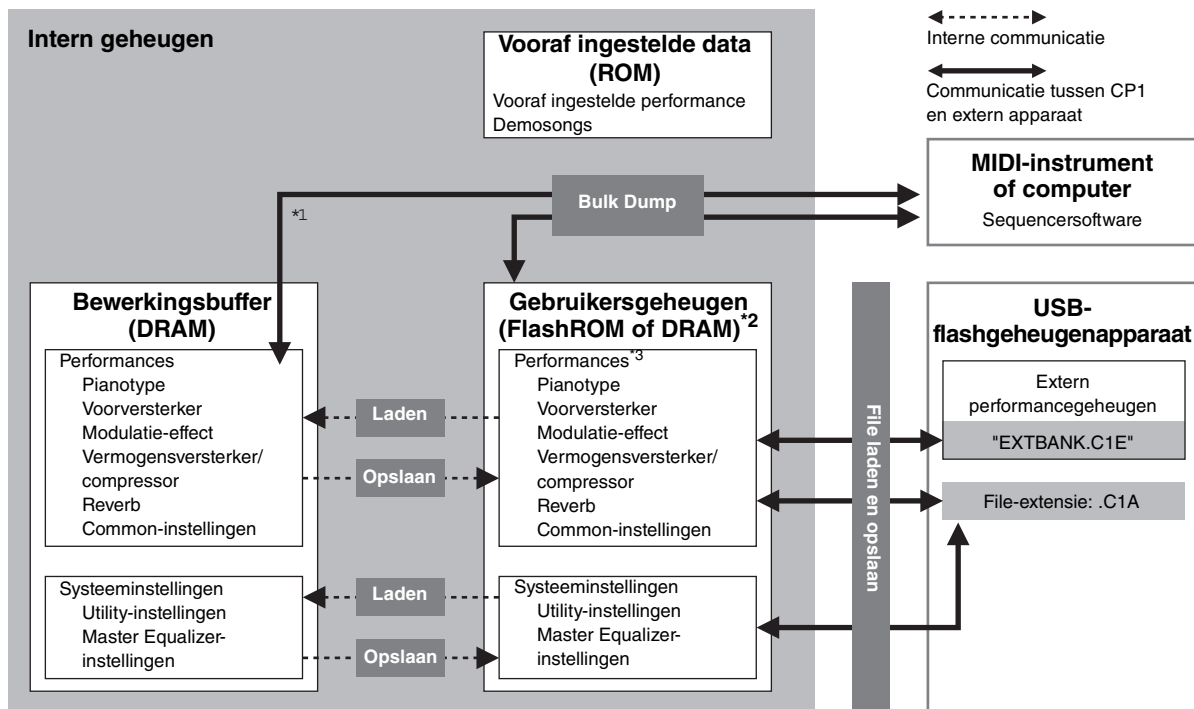 Intern geheugen
Vooraf ingestelde data
(ROM)
Vooraf ingestelde performance
Demosongs
Interne communicatie
Communicatie tussen CP1
en extern apparaat
MIDI-instrument
of computer
Sequencersoftware
*1
Bulk Dump
Bewerkingsbuffer
(DRAM)
Performances
Pianotype
Voorversterker
Modulatie-effect
Vermogensversterker/
compressor
Reverb
Common-instellingen
Systeeminstellingen
Utility-instellingen
Master Equalizer-
instellingen
Laden
Opslaan
Laden
Opslaan
Gebruikersgeheugen
(FlashROM of DRAM)*2
Performances*3
Pianotype
Voorversterker
Modulatie-effect
Vermogensversterker/
compressor
Reverb
Common-instellingen
Systeeminstellingen
Utility-instellingen
Master Equalizer-
instellingen
File laden en opslaan
USB-
flashgeheugenapparaat
Extern
performancegeheugen
"EXTBANK.C1E"
File-extensie: .C1A